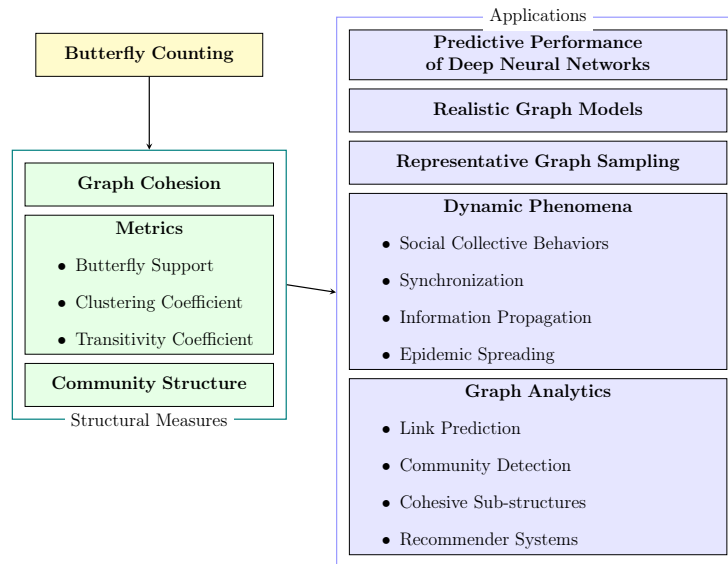 Butterfly Counting
Graph Cohesion
Metrics
• Butterfly Support
• Clustering Coefficient
• Transitivity Coefficient
Community Structure
Structural Measures
Applications
Predictive Performance
of Deep Neural Networks
Realistic Graph Models
Representative Graph Sampling
Dynamic Phenomena
• Social Collective Behaviors
• Synchronization
• Information Propagation
• Epidemic Spreading
Graph Analytics
• Link Prediction
• Community Detection
• Cohesive Sub-structures
• Recommender Systems